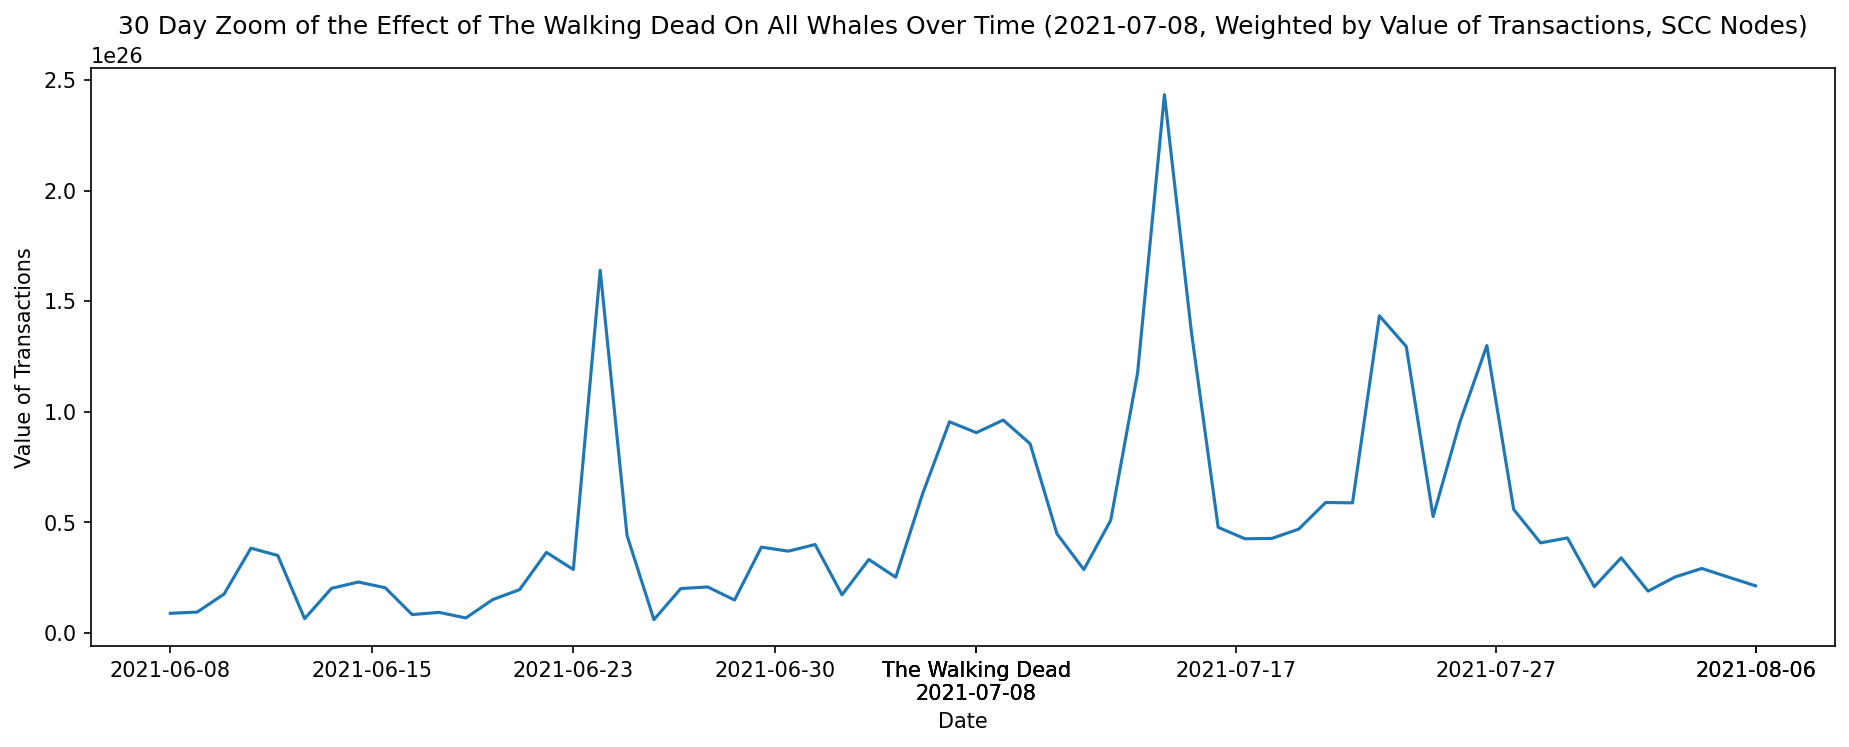 30 Day Zoom of the Effect of The Walking Dead On All Whales Over Time (2021-07-08, Weighted by Value of Transactions, SCC Nodes)
1e26
2.5
2.0
1.5
1.0
0.5
0.0
Value of Transactions
2021-06-08 2021-06-15 2021-06-23 2021-06-30 The Walking Dead 2021-07-17 2021-07-27 2021-08-06
2021-07-08
Date